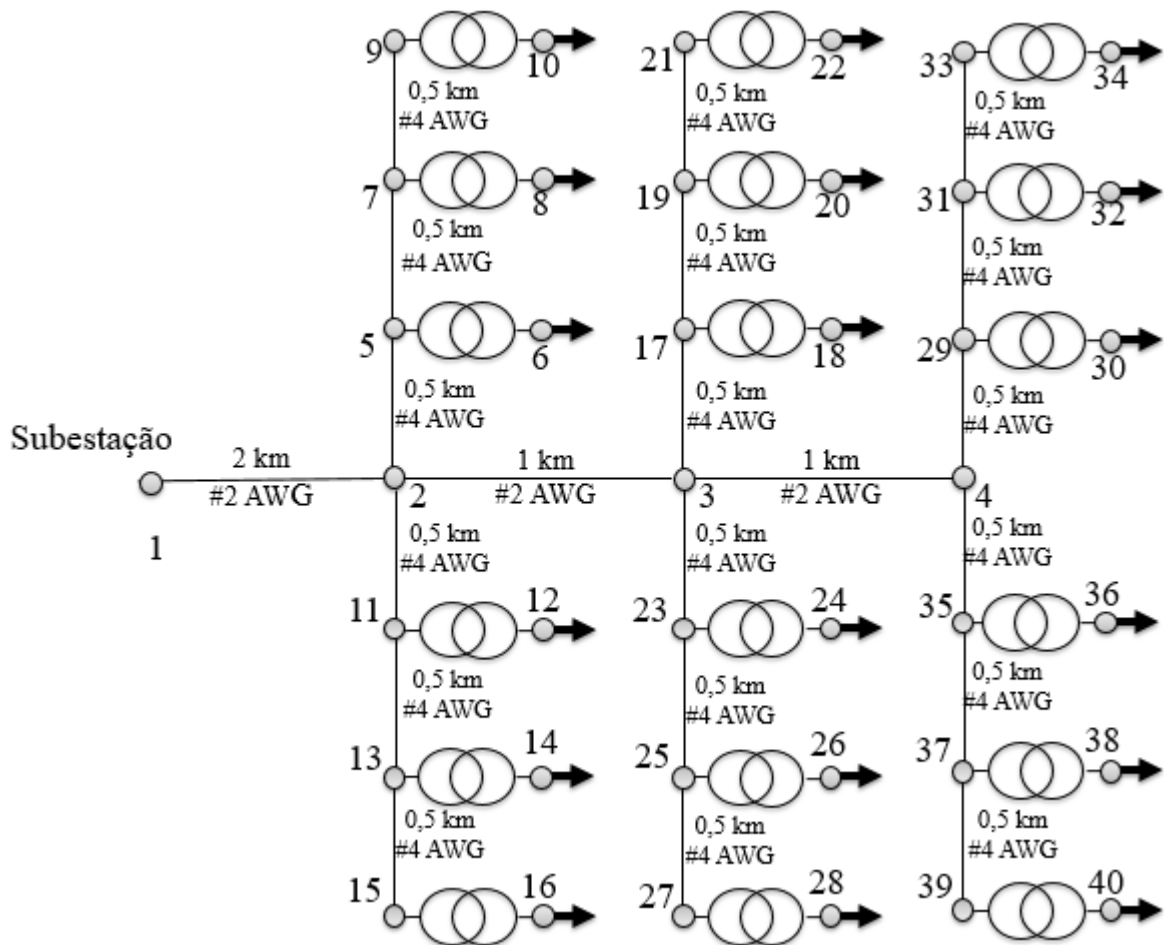 9
10
21
22
33
34
0,5 km
#4 AWG
0,5 km
#4 AWG
0,5 km
#4 AWG
7
8
19
20
31
32
0,5 km
#4 AWG
0,5 km
#4 AWG
0,5 km
#4 AWG
5
6
17
18
29
30
0,5 km
#4 AWG
0,5 km
#4 AWG
0,5 km
#4 AWG
Subestação
1
2 km
#2 AWG
2
1 km
#2 AWG
3
1 km
#2 AWG
4
0,5 km
#4 AWG
0,5 km
#4 AWG
0,5 km
#4 AWG
11
12
23
24
35
36
0,5 km
#4 AWG
0,5 km
#4 AWG
0,5 km
#4 AWG
13
14
25
26
37
38
0,5 km
#4 AWG
0,5 km
#4 AWG
0,5 km
#4 AWG
15
16
27
28
39
40